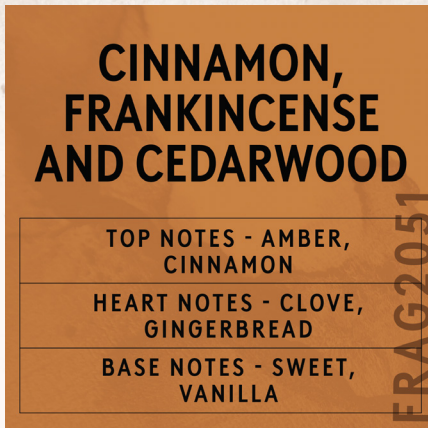 CINNAMON,
FRANKINCENSE
AND CEDARWOOD
TOP NOTES - AMBER,
CINNAMON
HEART NOTES - CLOVE,
GINGERBREAD
BASE NOTES - SWEET,
VANILLA
FRAG2051